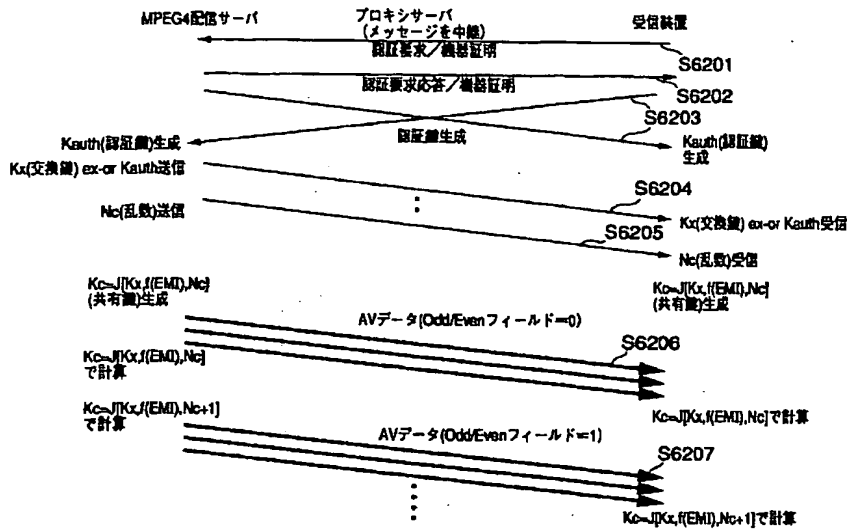 MPEG4配信サーバ
プロキシサーバ
(メッセージを中継)
受信装置
認証要求/機器証明
S6201
認証要求応答/機器証明
S6202
S6203
認証鍵生成
Kauth(認証鍵)生成
Kauth(認証鍵)
生成
Kx(交換鍵) ex-or Kauth送信
S6204
Kx(交換鍵) ex-or Kauth受信
Nc(乱数)送信
S6205
Nc(乱数)受信
Kc=J[Kx,f(EMI),Nc]
(共有鍵)生成
Kc=J[Kx,f(EMI),Nc]
(共有鍵)生成
AVデータ(Odd/Evenフィールド=0)
S6206
Kc=J[Kx,f(EMI),Nc]
で計算
Kc=J[Kx,f(EMI),Nc]で計算
Kc=J[Kx,f(EMI),Nc+1]
で計算
AVデータ(Odd/Evenフィールド=1)
S6207
Kc=J[Kx,f(EMI),Nc+1]で計算